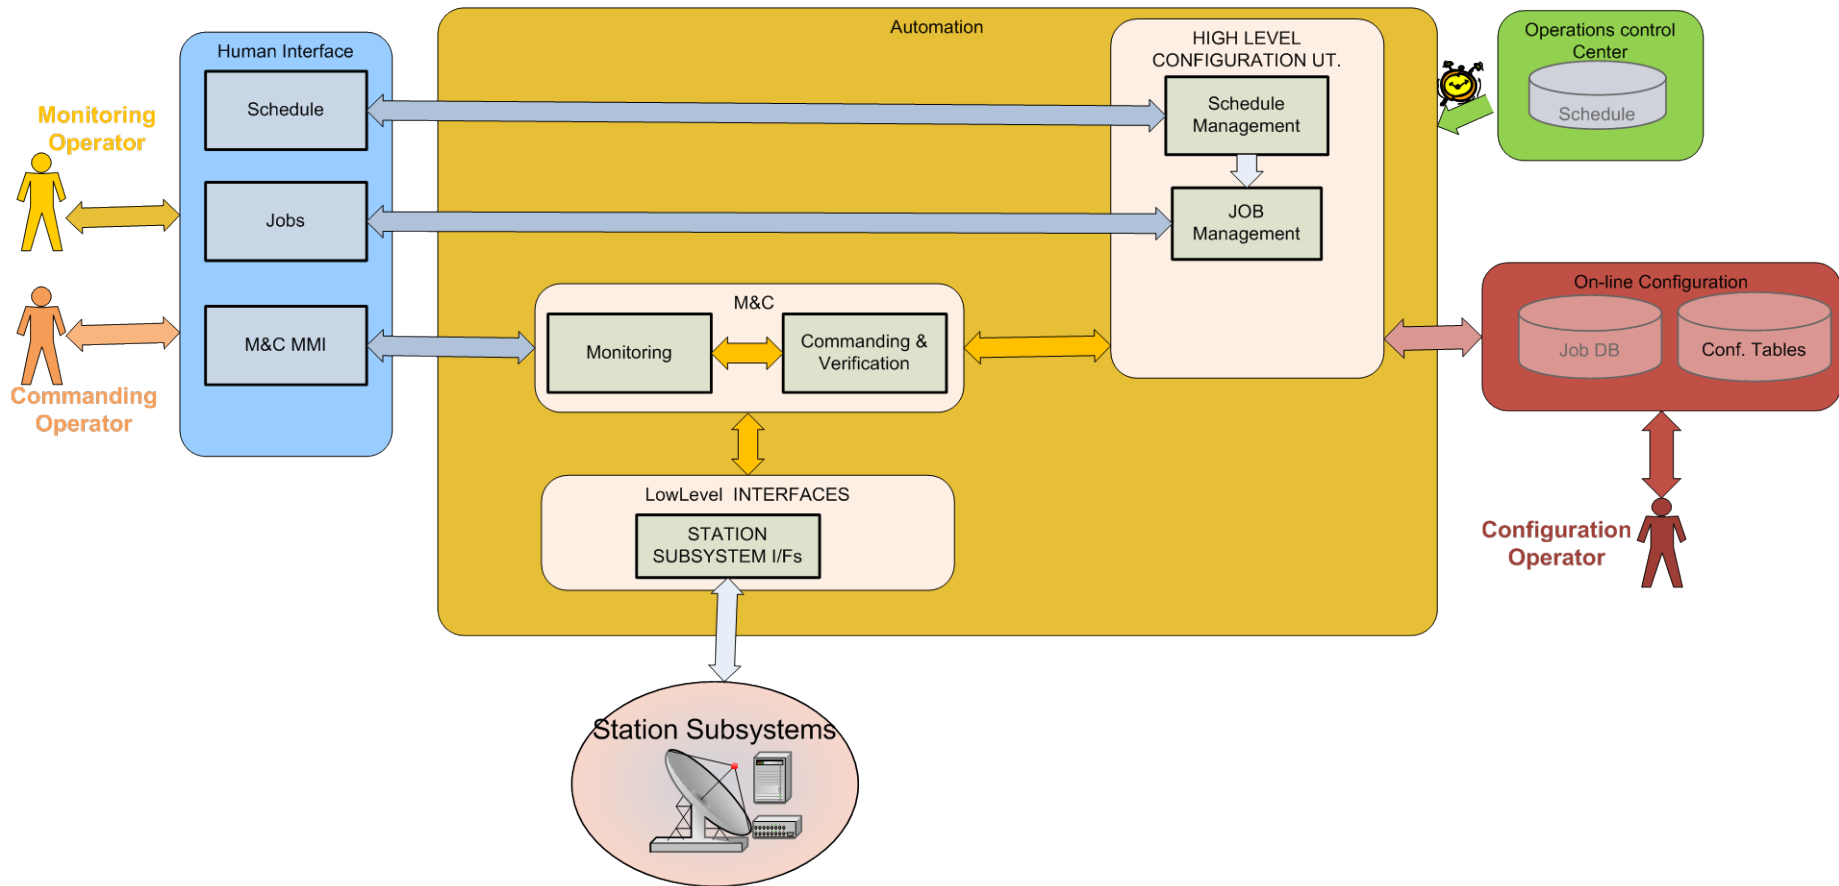 Automation
Human Interface
Schedule
Jobs
M&C MMI
Monitoring
Operator
Commanding
Operator
HIGH LEVEL
CONFIGURATION UT.
Schedule
Management
JOB
Management
M&C
Monitoring
Commanding &
Verification
LowLevel INTERFACES
STATION
SUBSYSTEM I/Fs
Station Subsystems
Operations control
Center
Schedule
On-line Configuration
Job DB
Conf. Tables
Configuration
Operator